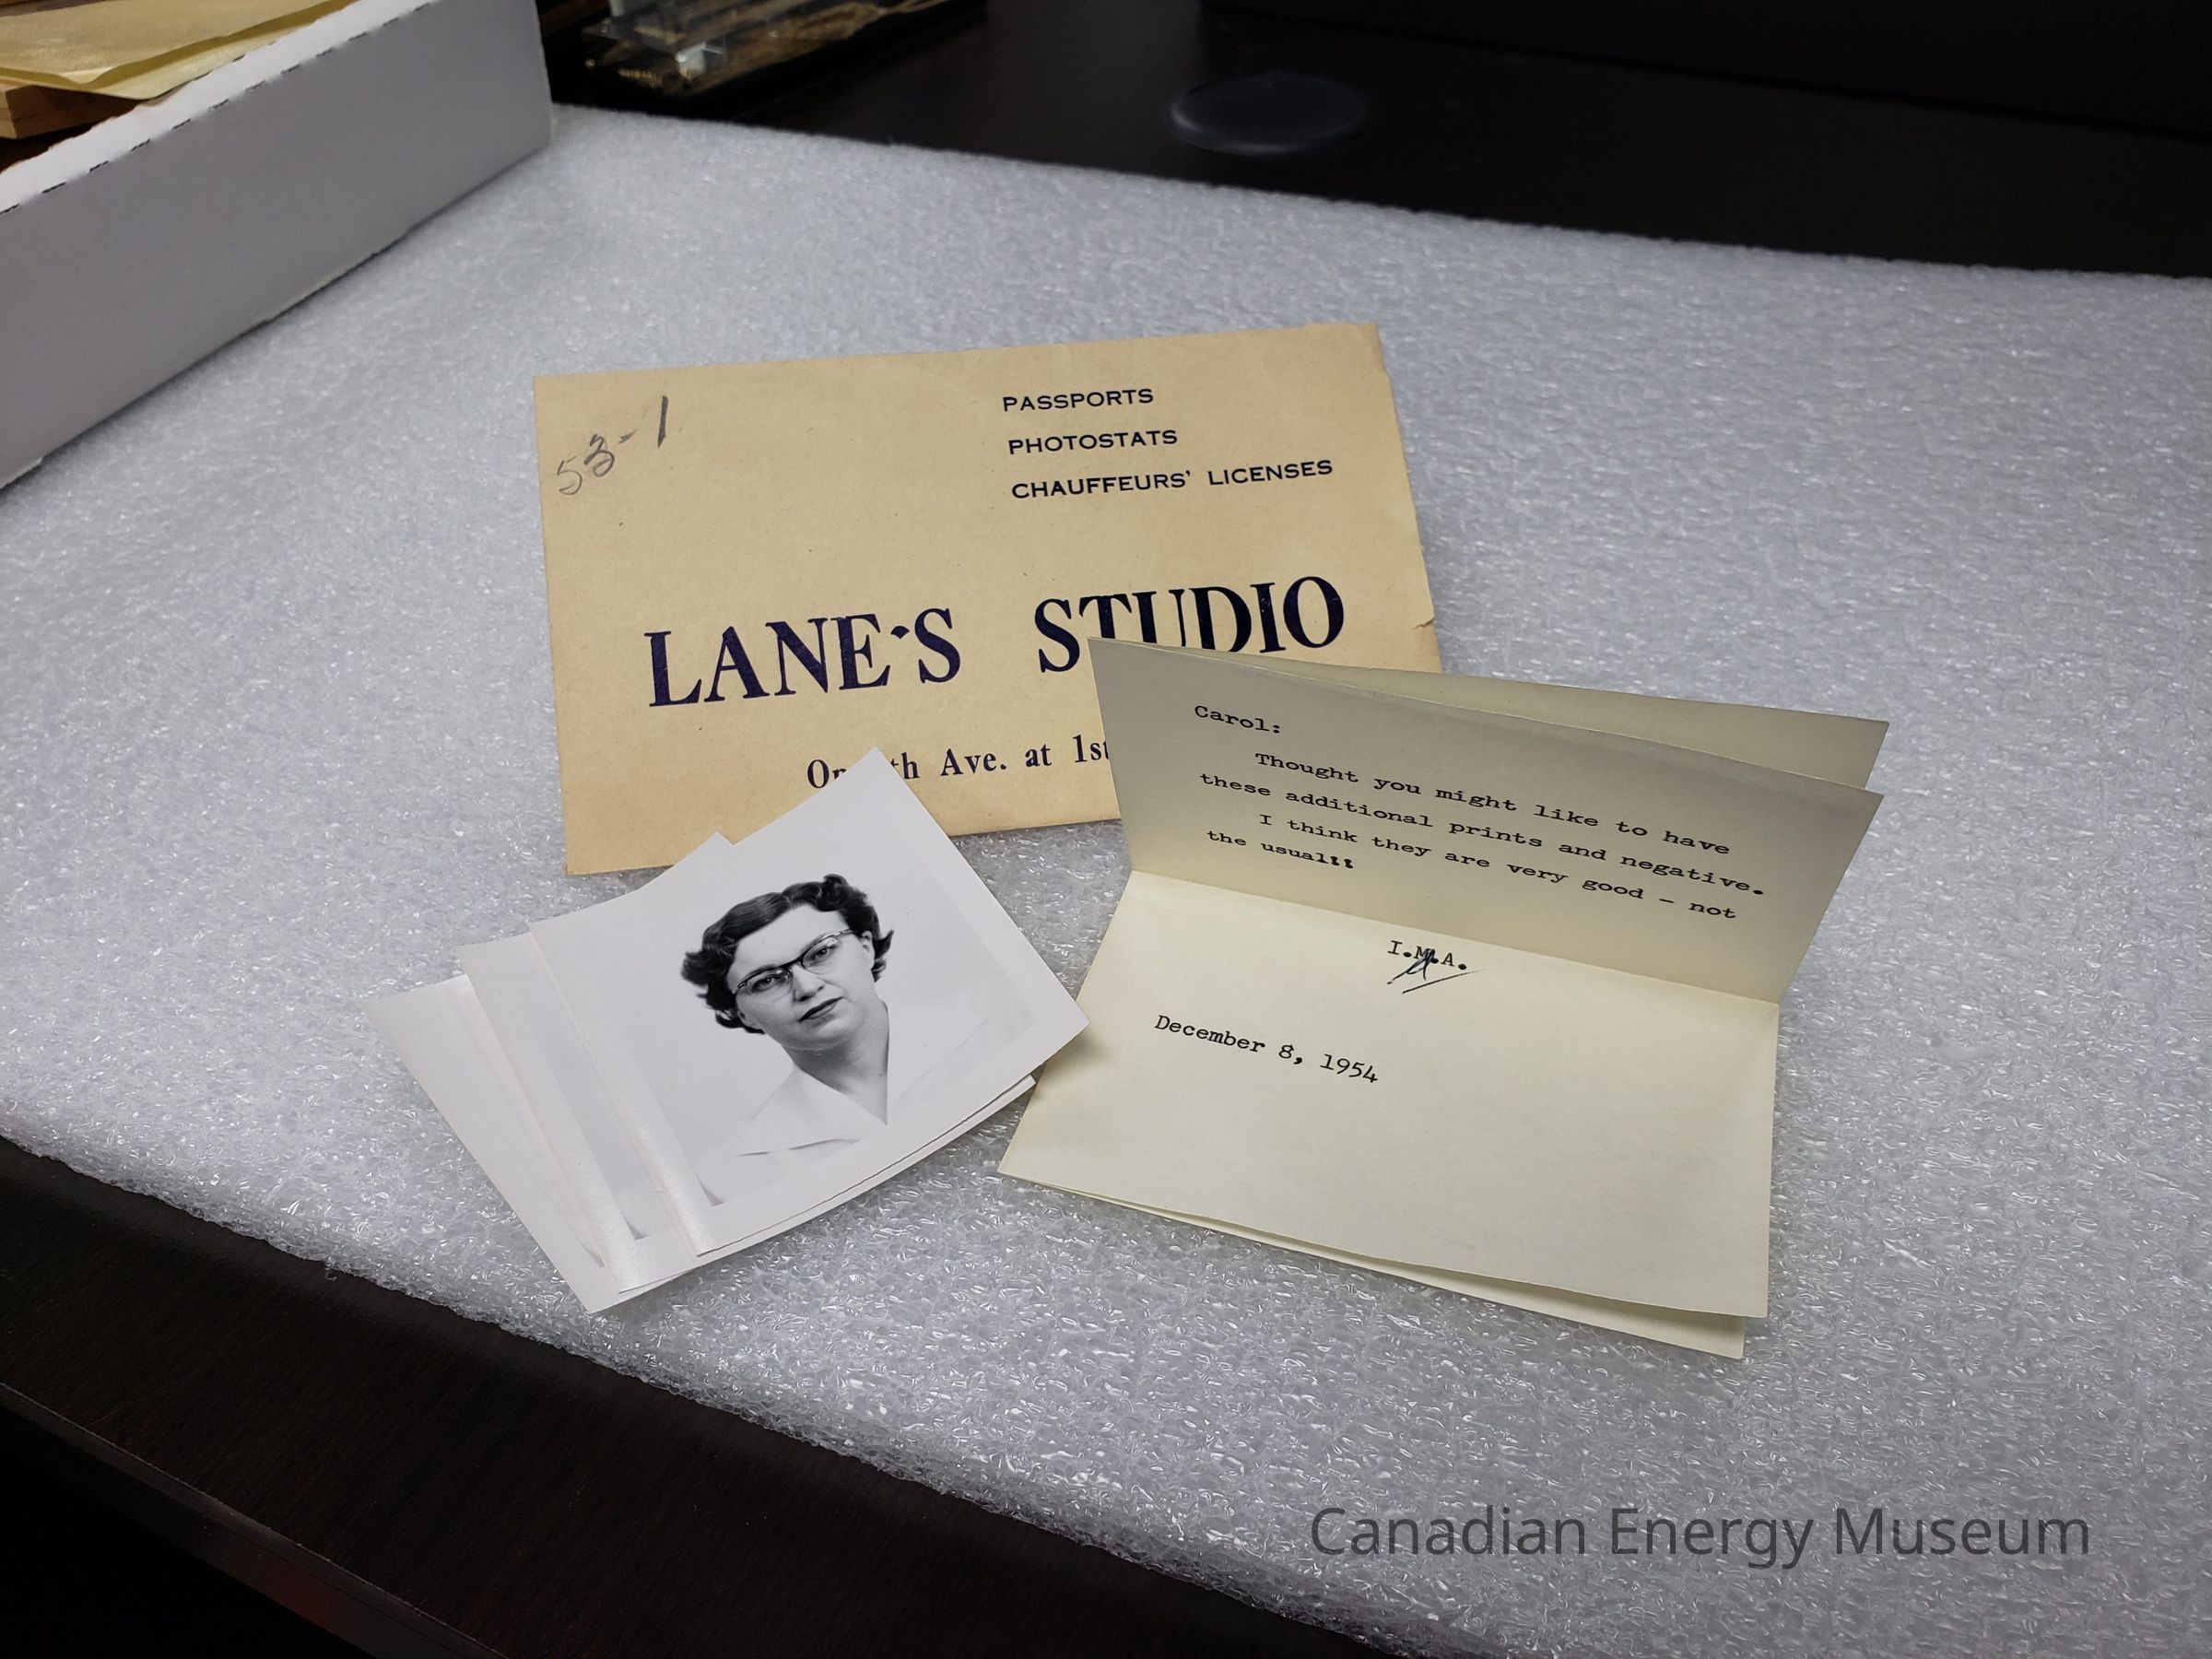 53-1
PASSPORTS
PHOTOSTATS
CHAUFFEURS' LICENSES
LANE'S STUDIO
Ave. at 1st
Carol:
Thought you might like to have
these additional prints and negative.
I think they are very good - not
the usual!!
I.M.A.
December 8, 1954
Canadian Energy Museum